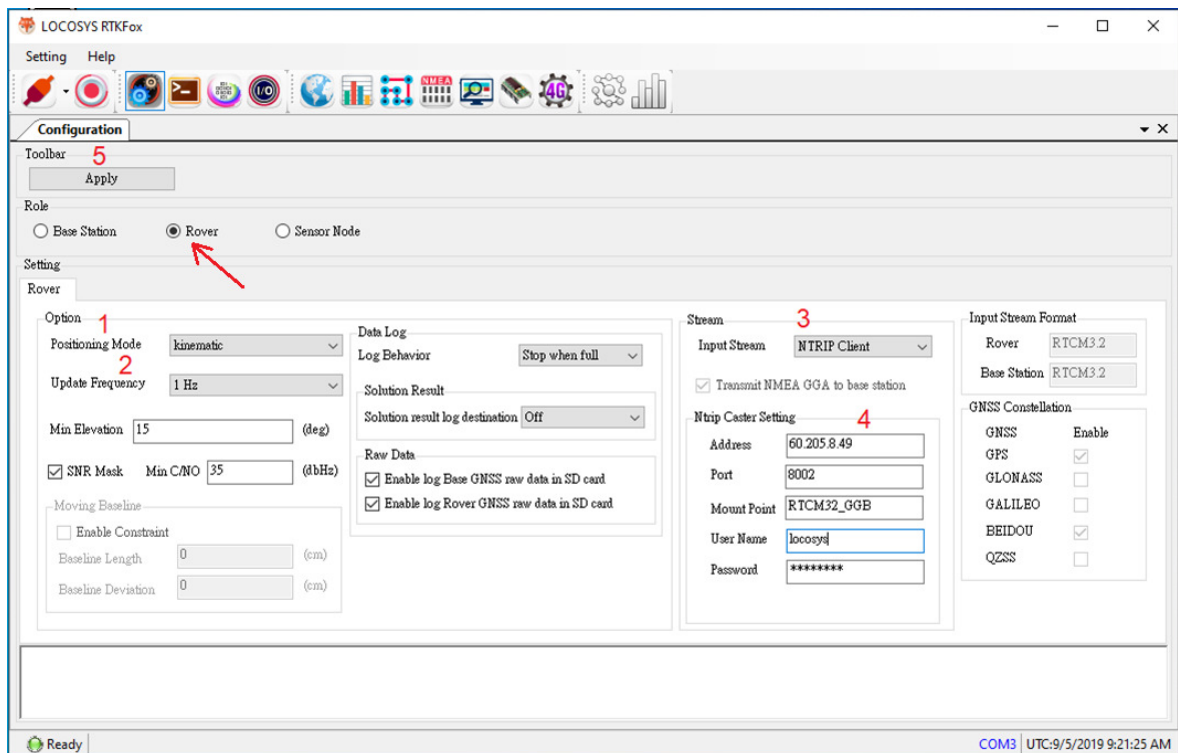 LOCOSYS RTKFox
Setting Help
I/O NMEA 4G
Configuration
Toolbar 5
Apply
Role
Base Station Rover Sensor Node
Setting
Rover
Option 1
Positioning Mode kinematic
2
Update Frequency 1 Hz
Min Elevation 15 (deg)
SNR Mask Min C/NO 35 (dbHz)
Moving Baseline
Enable Constraint
Baseline Length 0 (cm)
Baseline Deviation 0 (cm)
Data Log
Log Behavior Stop when full
Solution Result
Solution result log destination Off
Raw Data
Enable log Base GNSS raw data in SD card
Enable log Rover GNSS raw data in SD card
Stream 3
Input Stream NTRIP Client
Transmit NMEA GGA to base station
Ntrip Caster Setting 4
Address 60.205.8.49
Port 8002
Mount Point RTCM32_GGB
User Name locosys
Password ********
Input Stream Format
Rover RTCM3.2
Base Station RTCM3.2
GNSS Constellation
GNSS Enable
GPS
GLONASS
GALILEO
BEIDOU
QZSS
Ready COM3 UTC:9/5/2019 9:21:25 AM